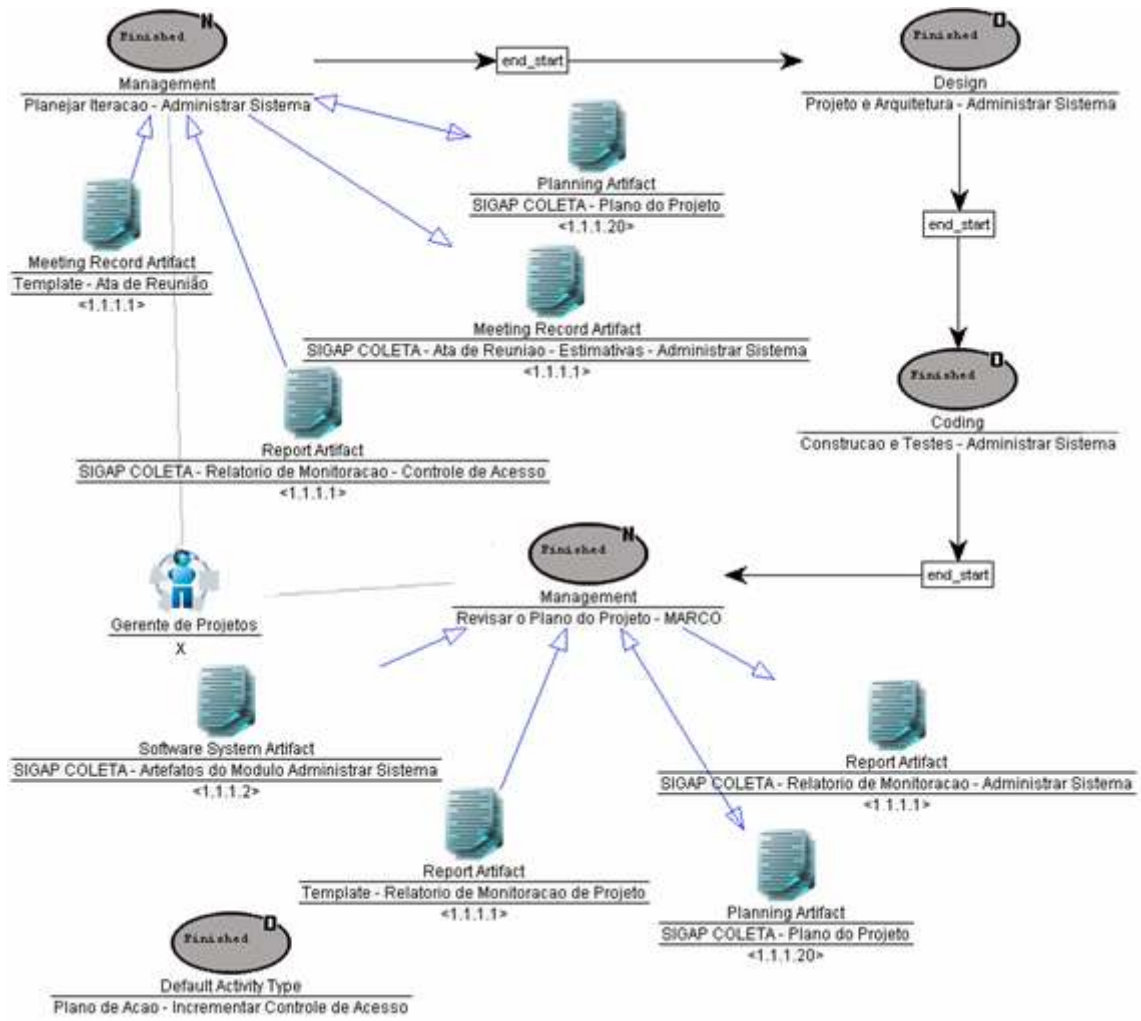 Finished N
Management
Planejar Iteracao - Administrar Sistema
end_start
Finished D
Design
Projeto e Arquitetura - Administrar Sistema
Planning Artifact
SIGAP COLETA - Plano do Projeto
<1.1.1.20>
end_start
Meeting Record Artifact
Template - Ata de Reunião
<1.1.1.1>
Meeting Record Artifact
SIGAP COLETA - Ata de Reuniao - Estimativas - Administrar Sistema
<1.1.1.1>
Finished D
Coding
Construcao e Testes - Administrar Sistema
Report Artifact
SIGAP COLETA - Relatorio de Monitoracao - Controle de Acesso
<1.1.1.1>
Finished N
Management
Revisar o Plano do Projeto - MARCO
end_start
Gerente de Projetos
X
Software System Artifact
SIGAP COLETA - Artefatos do Modulo Administrar Sistema
<1.1.1.2>
Report Artifact
SIGAP COLETA - Relatorio de Monitoracao - Administrar Sistema
<1.1.1.1>
Report Artifact
Template - Relatorio de Monitoracao de Projeto
<1.1.1.1>
Planning Artifact
SIGAP COLETA - Plano do Projeto
<1.1.1.20>
Finished D
Default Activity Type
Plano de Acao - Incrementar Controle de Acesso